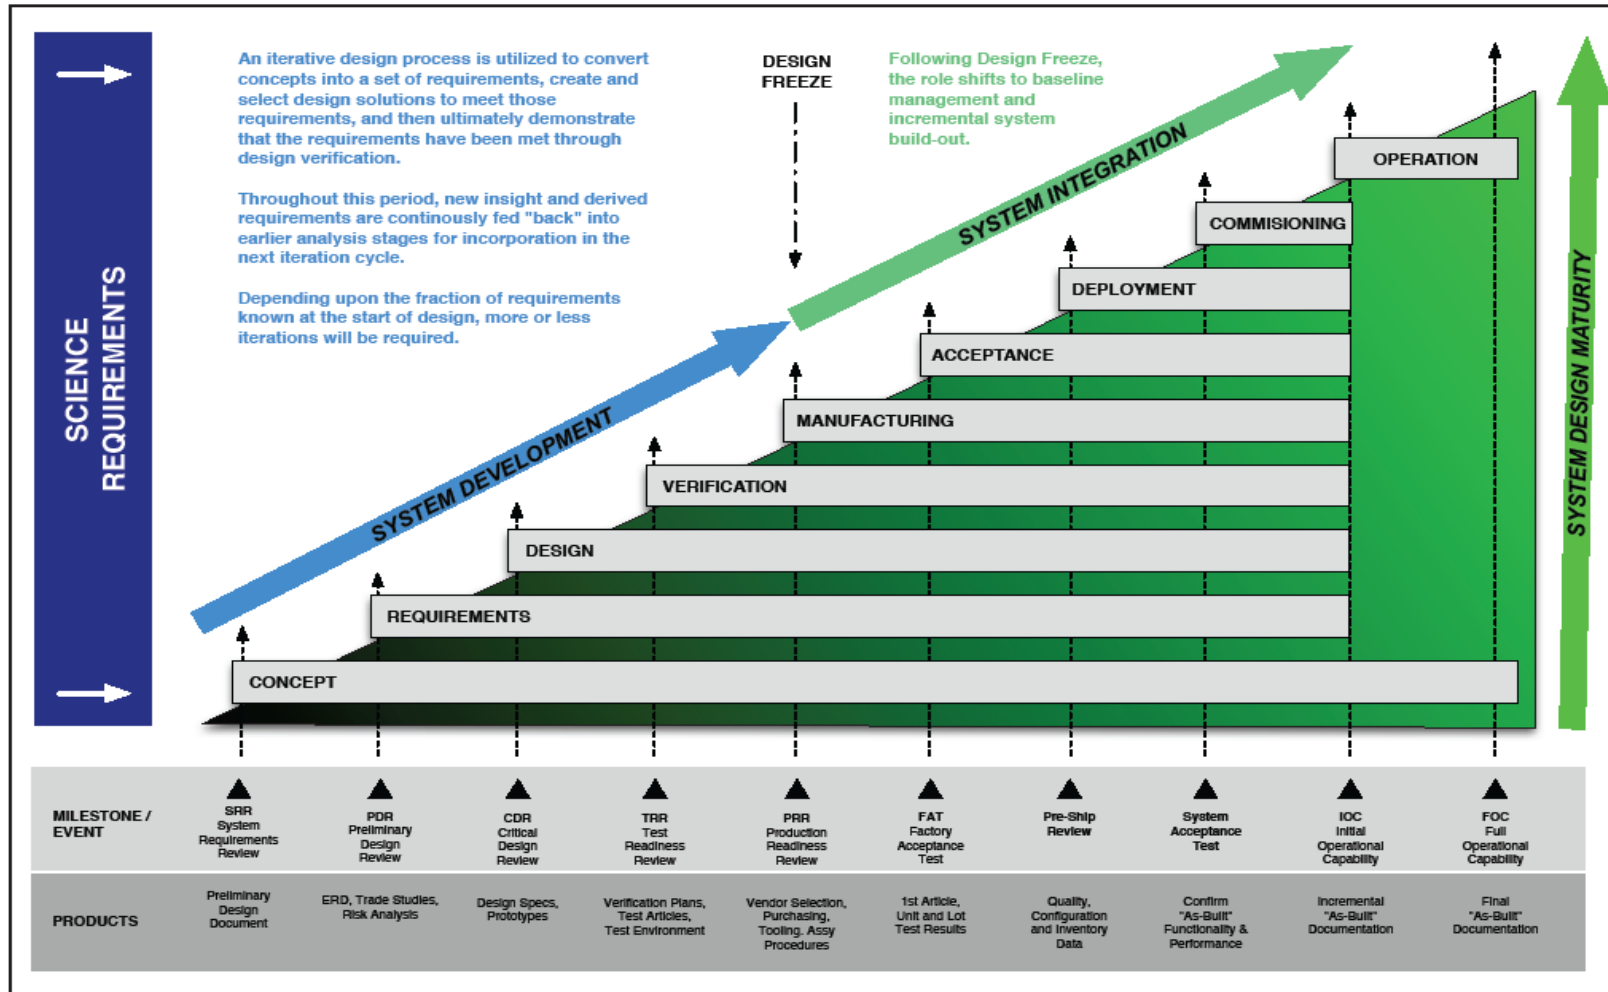 SCIENCE
REQUIREMENTS
An iterative design process is utilized to convert
concepts into a set of requirements, create and
select design solutions to meet those
requirements, and then ultimately demonstrate
that the requirements have been met through
design verification.
Throughout this period, new insight and derived
requirements are continously fed "back" into
earlier analysis stages for incorporation in the
next iteration cycle.
Depending upon the fraction of requirements
known at the start of design, more or less
iterations will be required.
DESIGN
FREEZE
Following Design Freeze,
the role shifts to baseline
management and
incremental system
build-out.
SYSTEM DEVELOPMENT
SYSTEM INTEGRATION
SYSTEM DESIGN MATURITY
OPERATION
COMMISIONING
DEPLOYMENT
ACCEPTANCE
MANUFACTURING
VERIFICATION
DESIGN
REQUIREMENTS
CONCEPT
MILESTONE /
EVENT
SRR
System
Requirements
Review
PDR
Preliminary
Design
Review
CDR
Critical
Design
Review
TRR
Test
Readiness
Review
PRR
Production
Readiness
Review
FAT
Factory
Acceptance
Test
Pre-Ship
Review
System
Acceptance
Test
IOC
Initial
Operational
Capability
FOC
Full
Operational
Capability
PRODUCTS
Preliminary
Design
Document
ERD, Trade Studies,
Risk Analysis
Design Specs,
Prototypes
Verification Plans,
Test Articles,
Test Environment
Vendor Selection,
Purchasing,
Tooling. Assy
Procedures
1st Article,
Unit and Lot
Test Results
Quality,
Configuration
and Inventory
Data
Confirm
"As-Built"
Functionality &
Performance
Incremental
"As-Built"
Documentation
Final
"As-Built"
Documentation